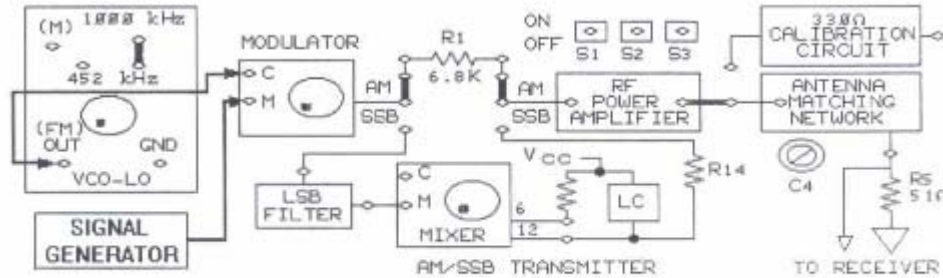 1000 kHz
(M)
452 kHz
(FM)
OUT
GND
VCO-LO
SIGNAL
GENERATOR
MODULATOR
C
M
AM
SSB
R1
6.8K
AM
SSB
LSB
FILTER
C
M
MIXER
6
12
VCC
LC
R14
AM/SSB TRANSMITTER
ON
OFF
S1 S2 S3
RF
POWER
AMPLIFIER
330Ω
CALIBRATION
CIRCUIT
ANTENNA
MATCHING
NETWORK
C4
R5
TO RECEIVER